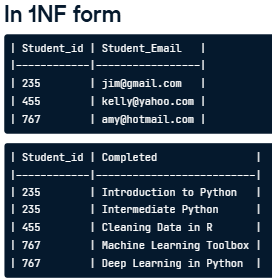 In 1NF form
| Student_id | Student_Email   |
|------------|-----------------|
| 235        | jim@gmail.com   |
| 455        | kelly@yahoo.com |
| 767        | amy@hotmail.com |
| Student_id | Completed                |
|------------|--------------------------|
| 235        | Introduction to Python   |
| 235        | Intermediate Python      |
| 455        | Cleaning Data in R       |
| 767        | Machine Learning Toolbox |
| 767        | Deep Learning in Python  |